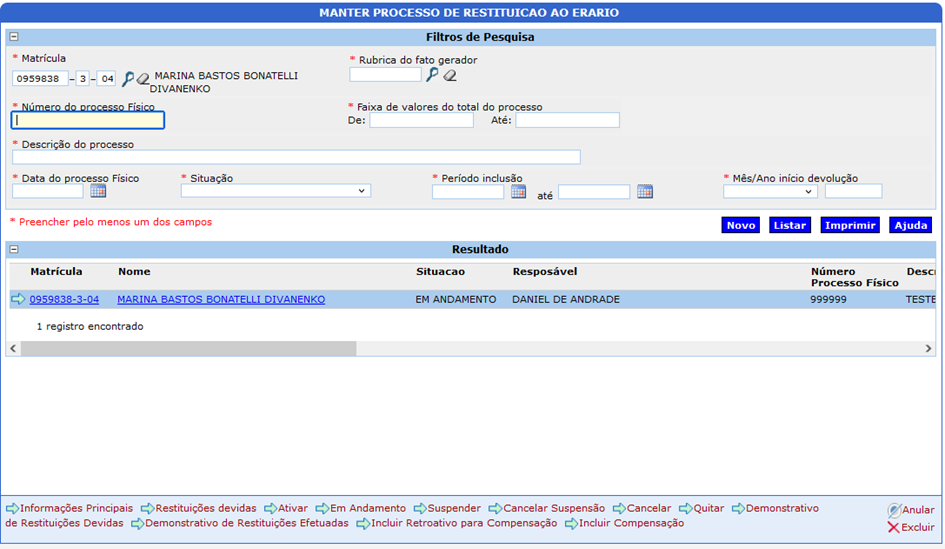 MANTER PROCESSO DE RESTITUICAO AO ERARIO
Filtros de Pesquisa
* Matrícula
* Rubrica do fato gerador
0959838 - 3 - 04 MARINA BASTOS BONATELLI
DIVANENKO
* Número do processo Físico
* Faixa de valores do total do processo
De: Até:
* Descrição do processo
* Data do processo Físico * Situação * Período inclusão * Mês/Ano início devolução
até
* Preencher pelo menos um dos campos
Novo Listar Imprimir Ajuda
Resultado
Matrícula Nome Situacao Resposável Número Processo Físico Descri
0959838-3-04 MARINA BASTOS BONATELLI DIVANENKO EM ANDAMENTO DANIEL DE ANDRADE 999999 TESTE
1 registro encontrado
Informações Principais Restituições devidas Ativar Em Andamento Suspender Cancelar Suspensão Cancelar Quitar Demonstrativo
de Restituições Devidas Demonstrativo de Restituições Efetuadas Incluir Retroativo para Compensação Incluir Compensação
Anular
Excluir